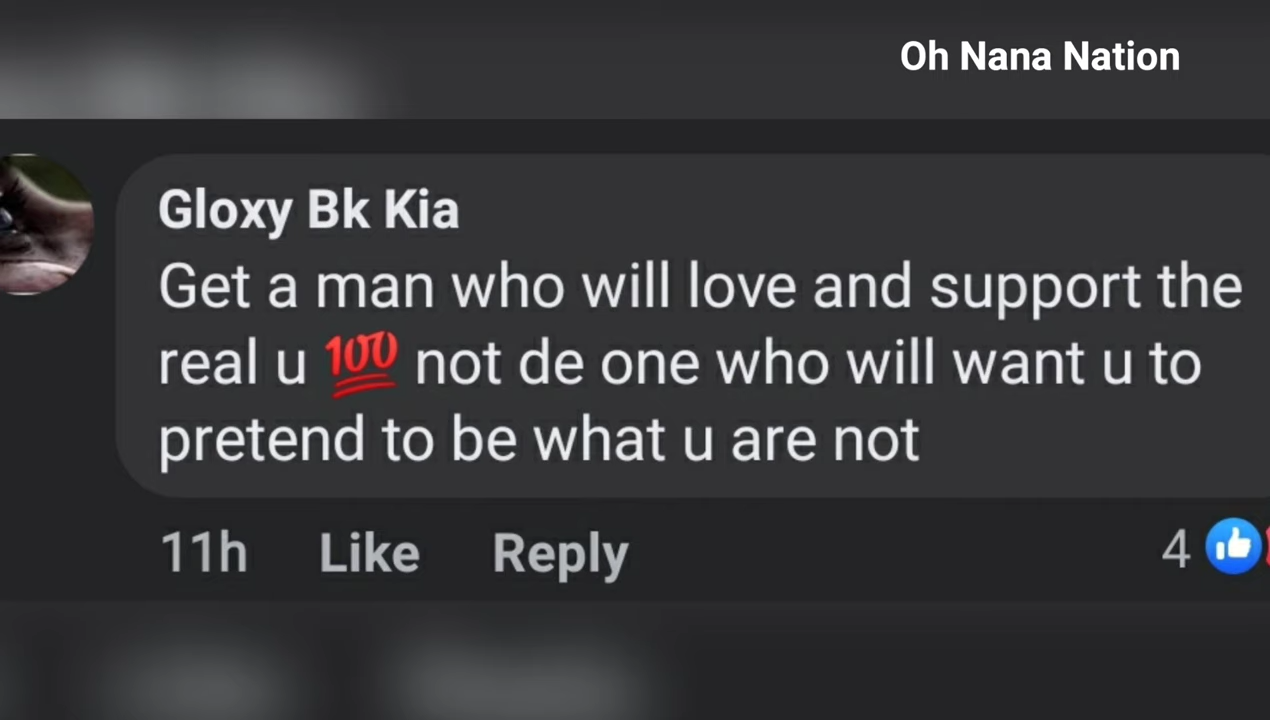 Oh Nana Nation
Gloxy Bk Kia
Get a man who will love and support the
real u 💯 not de one who will want u to
pretend to be what u are not
11h Like Reply 4